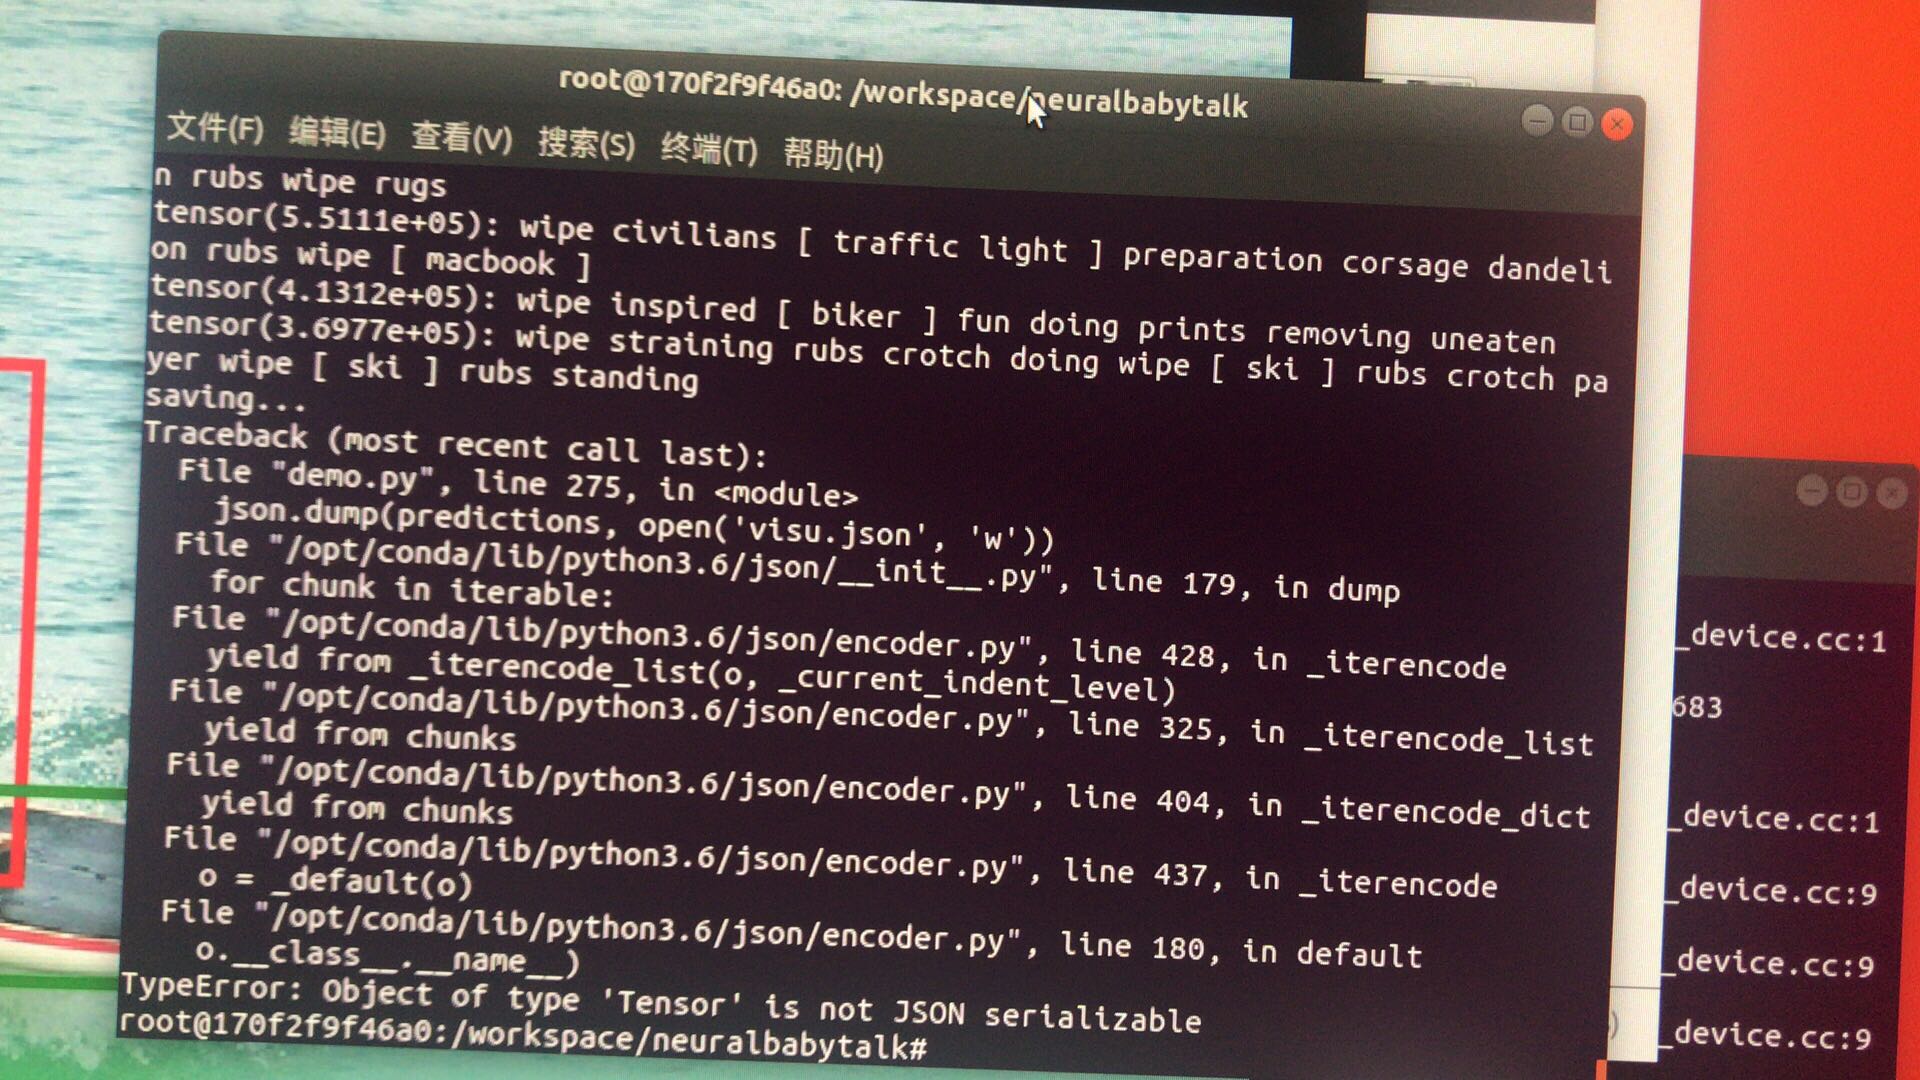 root@170f2f9f46a0: /workspace/neuralbabytalk
文件(F) 编辑(E) 查看(V) 搜索(S) 终端(T) 帮助(H)
n rubs wipe rugs
tensor(5.5111e+05): wipe civilians [ traffic light ] preparation corsage dandeli
on rubs wipe [ macbook ]
tensor(4.1312e+05): wipe inspired [ biker ] fun doing prints removing uneaten
tensor(3.6977e+05): wipe straining rubs crotch doing wipe [ ski ] rubs crotch pa
yer wipe [ ski ] rubs standing
saving...
Traceback (most recent call last):
  File "demo.py", line 275, in <module>
    json.dump(predictions, open('visu.json', 'w'))
  File "/opt/conda/lib/python3.6/json/__init__.py", line 179, in dump
    for chunk in iterable:
  File "/opt/conda/lib/python3.6/json/encoder.py", line 428, in _iterencode
    yield from _iterencode_list(o, _current_indent_level)
  File "/opt/conda/lib/python3.6/json/encoder.py", line 325, in _iterencode_list
    yield from chunks
  File "/opt/conda/lib/python3.6/json/encoder.py", line 404, in _iterencode_dict
    yield from chunks
  File "/opt/conda/lib/python3.6/json/encoder.py", line 437, in _iterencode
    o = _default(o)
  File "/opt/conda/lib/python3.6/json/encoder.py", line 180, in default
    o.__class__.__name__)
TypeError: Object of type 'Tensor' is not JSON serializable
root@170f2f9f46a0:/workspace/neuralbabytalk#
_device.cc:1
683
_device.cc:1
_device.cc:9
_device.cc:9
_device.cc:9